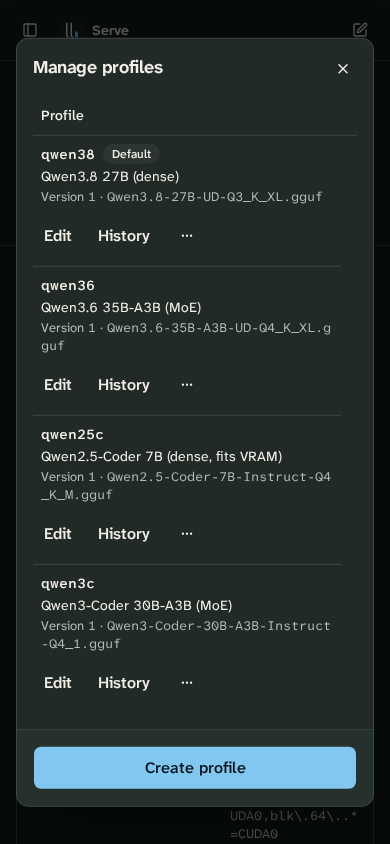 Serve
Manage profiles
Profile
qwen38 Default
Qwen3.8 27B (dense)
Version 1 · Qwen3.8-27B-UD-Q3_K_XL.gguf
Edit History ···
qwen36
Qwen3.6 35B-A3B (MoE)
Version 1 · Qwen3.6-35B-A3B-UD-Q4_K_XL.g
guf
Edit History ···
qwen25c
Qwen2.5-Coder 7B (dense, fits VRAM)
Version 1 · Qwen2.5-Coder-7B-Instruct-Q4
_K_M.gguf
Edit History ···
qwen3c
Qwen3-Coder 30B-A3B (MoE)
Version 1 · Qwen3-Coder-30B-A3B-Instruct
-Q4_1.gguf
Edit History ···
Create profile
UDA0,blk\.64\..*
=CUDA0